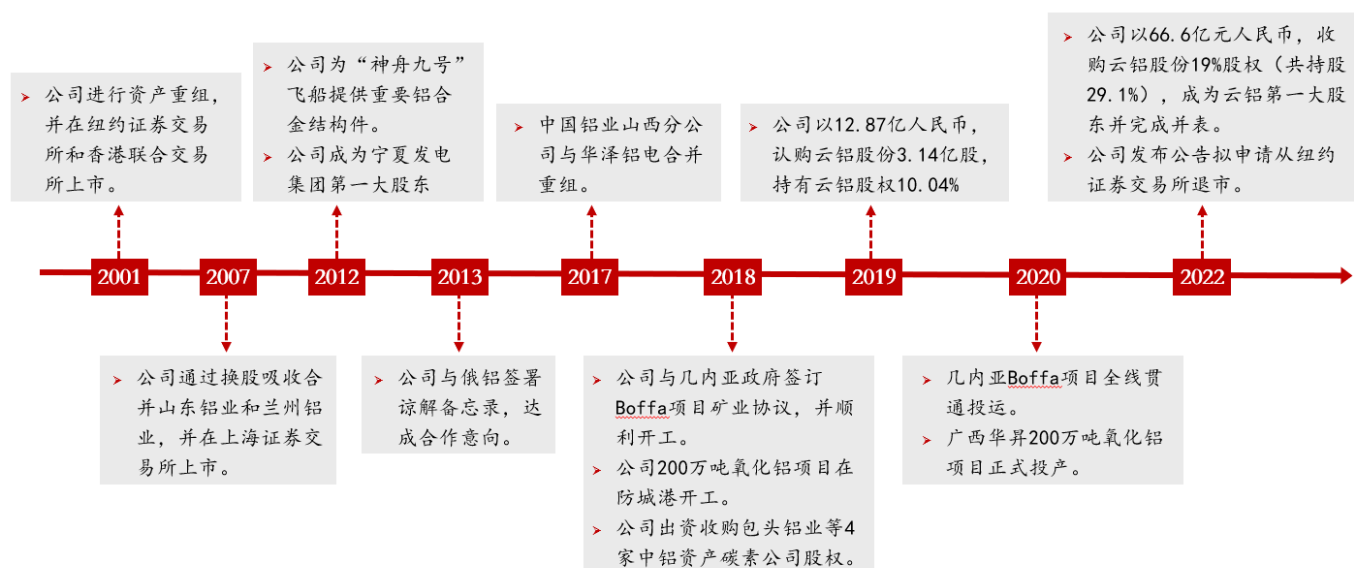 公司进行资产重组，
并在纽约证券交易
所和香港联合交易
所上市。
公司为“神舟九号”
飞船提供重要铝合
金结构件。
公司成为宁夏发电
集团第一大股东
中国铝业山西分公
司与华泽铝电合并
重组。
公司以12.87亿人民币，
认购云铝股份3.14亿股，
持有云铝股权10.04%
公司以66.6亿元人民币，收
购云铝股份19%股权（共持股
29.1%），成为云铝第一大股
东并完成并表。
公司发布公告拟申请从纽约
证券交易所退市。
2001
2007
2012
2013
2017
2018
2019
2020
2022
公司通过换股吸收合
并山东铝业和兰州铝
业，并在上海证券交
易所上市。
公司与俄铝签署
谅解备忘录，达
成合作意向。
公司与几内亚政府签订
Boffa项目矿业协议，并顺
利开工。
公司200万吨氧化铝项目在
防城港开工。
公司出资收购包头铝业等4
家中铝资产碳素公司股权。
几内亚Boffa项目全线贯
通投运。
广西华昇200万吨氧化铝
项目正式投产。